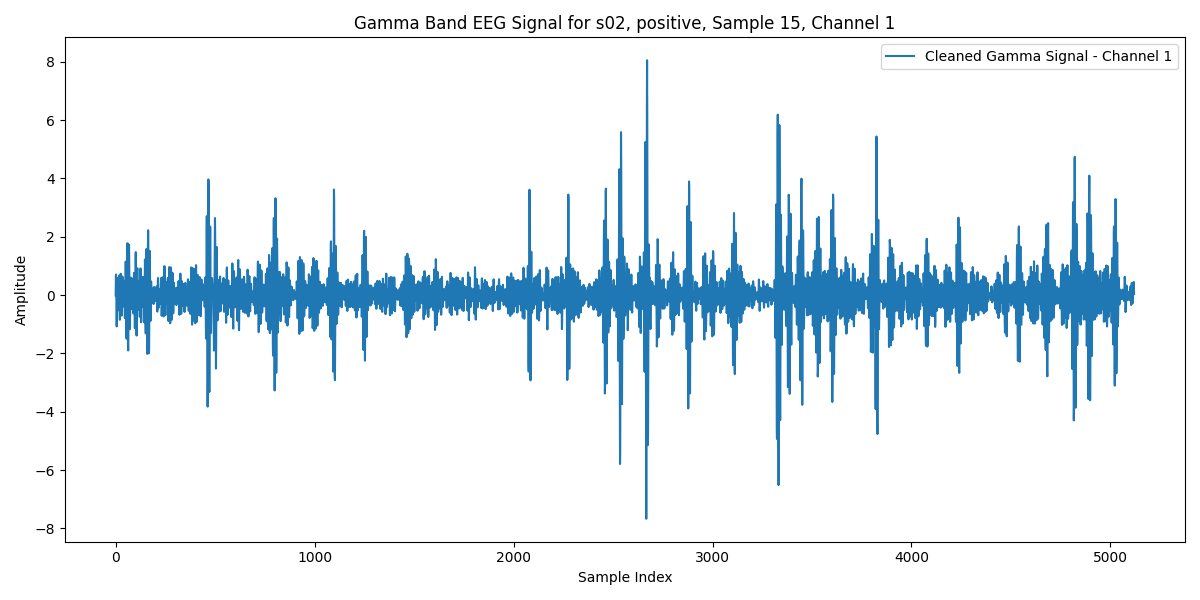 Gamma Band EEG Signal for s02, positive, Sample 15, Channel 1
Cleaned Gamma Signal - Channel 1
8
6
4
2
0
−2
−4
−6
−8
Amplitude
0 1000 2000 3000 4000 5000
Sample Index